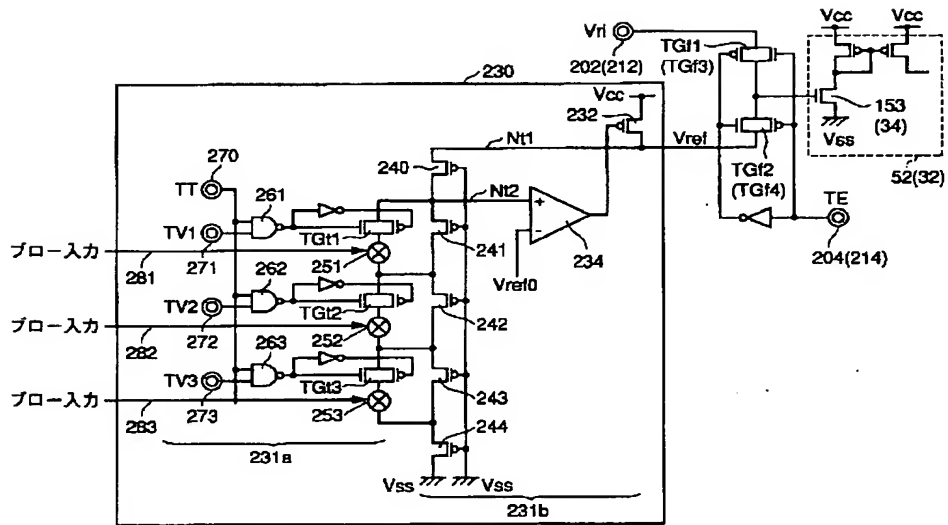 230
Vri
202(212)
TGf1
(TGf3)
Vcc
Vcc
153
(34)
Vss
52(32)
Vcc
232
Nt1
Vref
TGf2
(TGf4)
TE
204(214)
270
TT
240
Nt2
261
TV1
TGt1
271
ブロー入力
251
241
234
281
Vref0
262
TV2
TGt2
272
ブロー入力
252
242
282
263
TV3
TGt3
273
ブロー入力
253
243
283
244
231a
Vss
Vss
231b